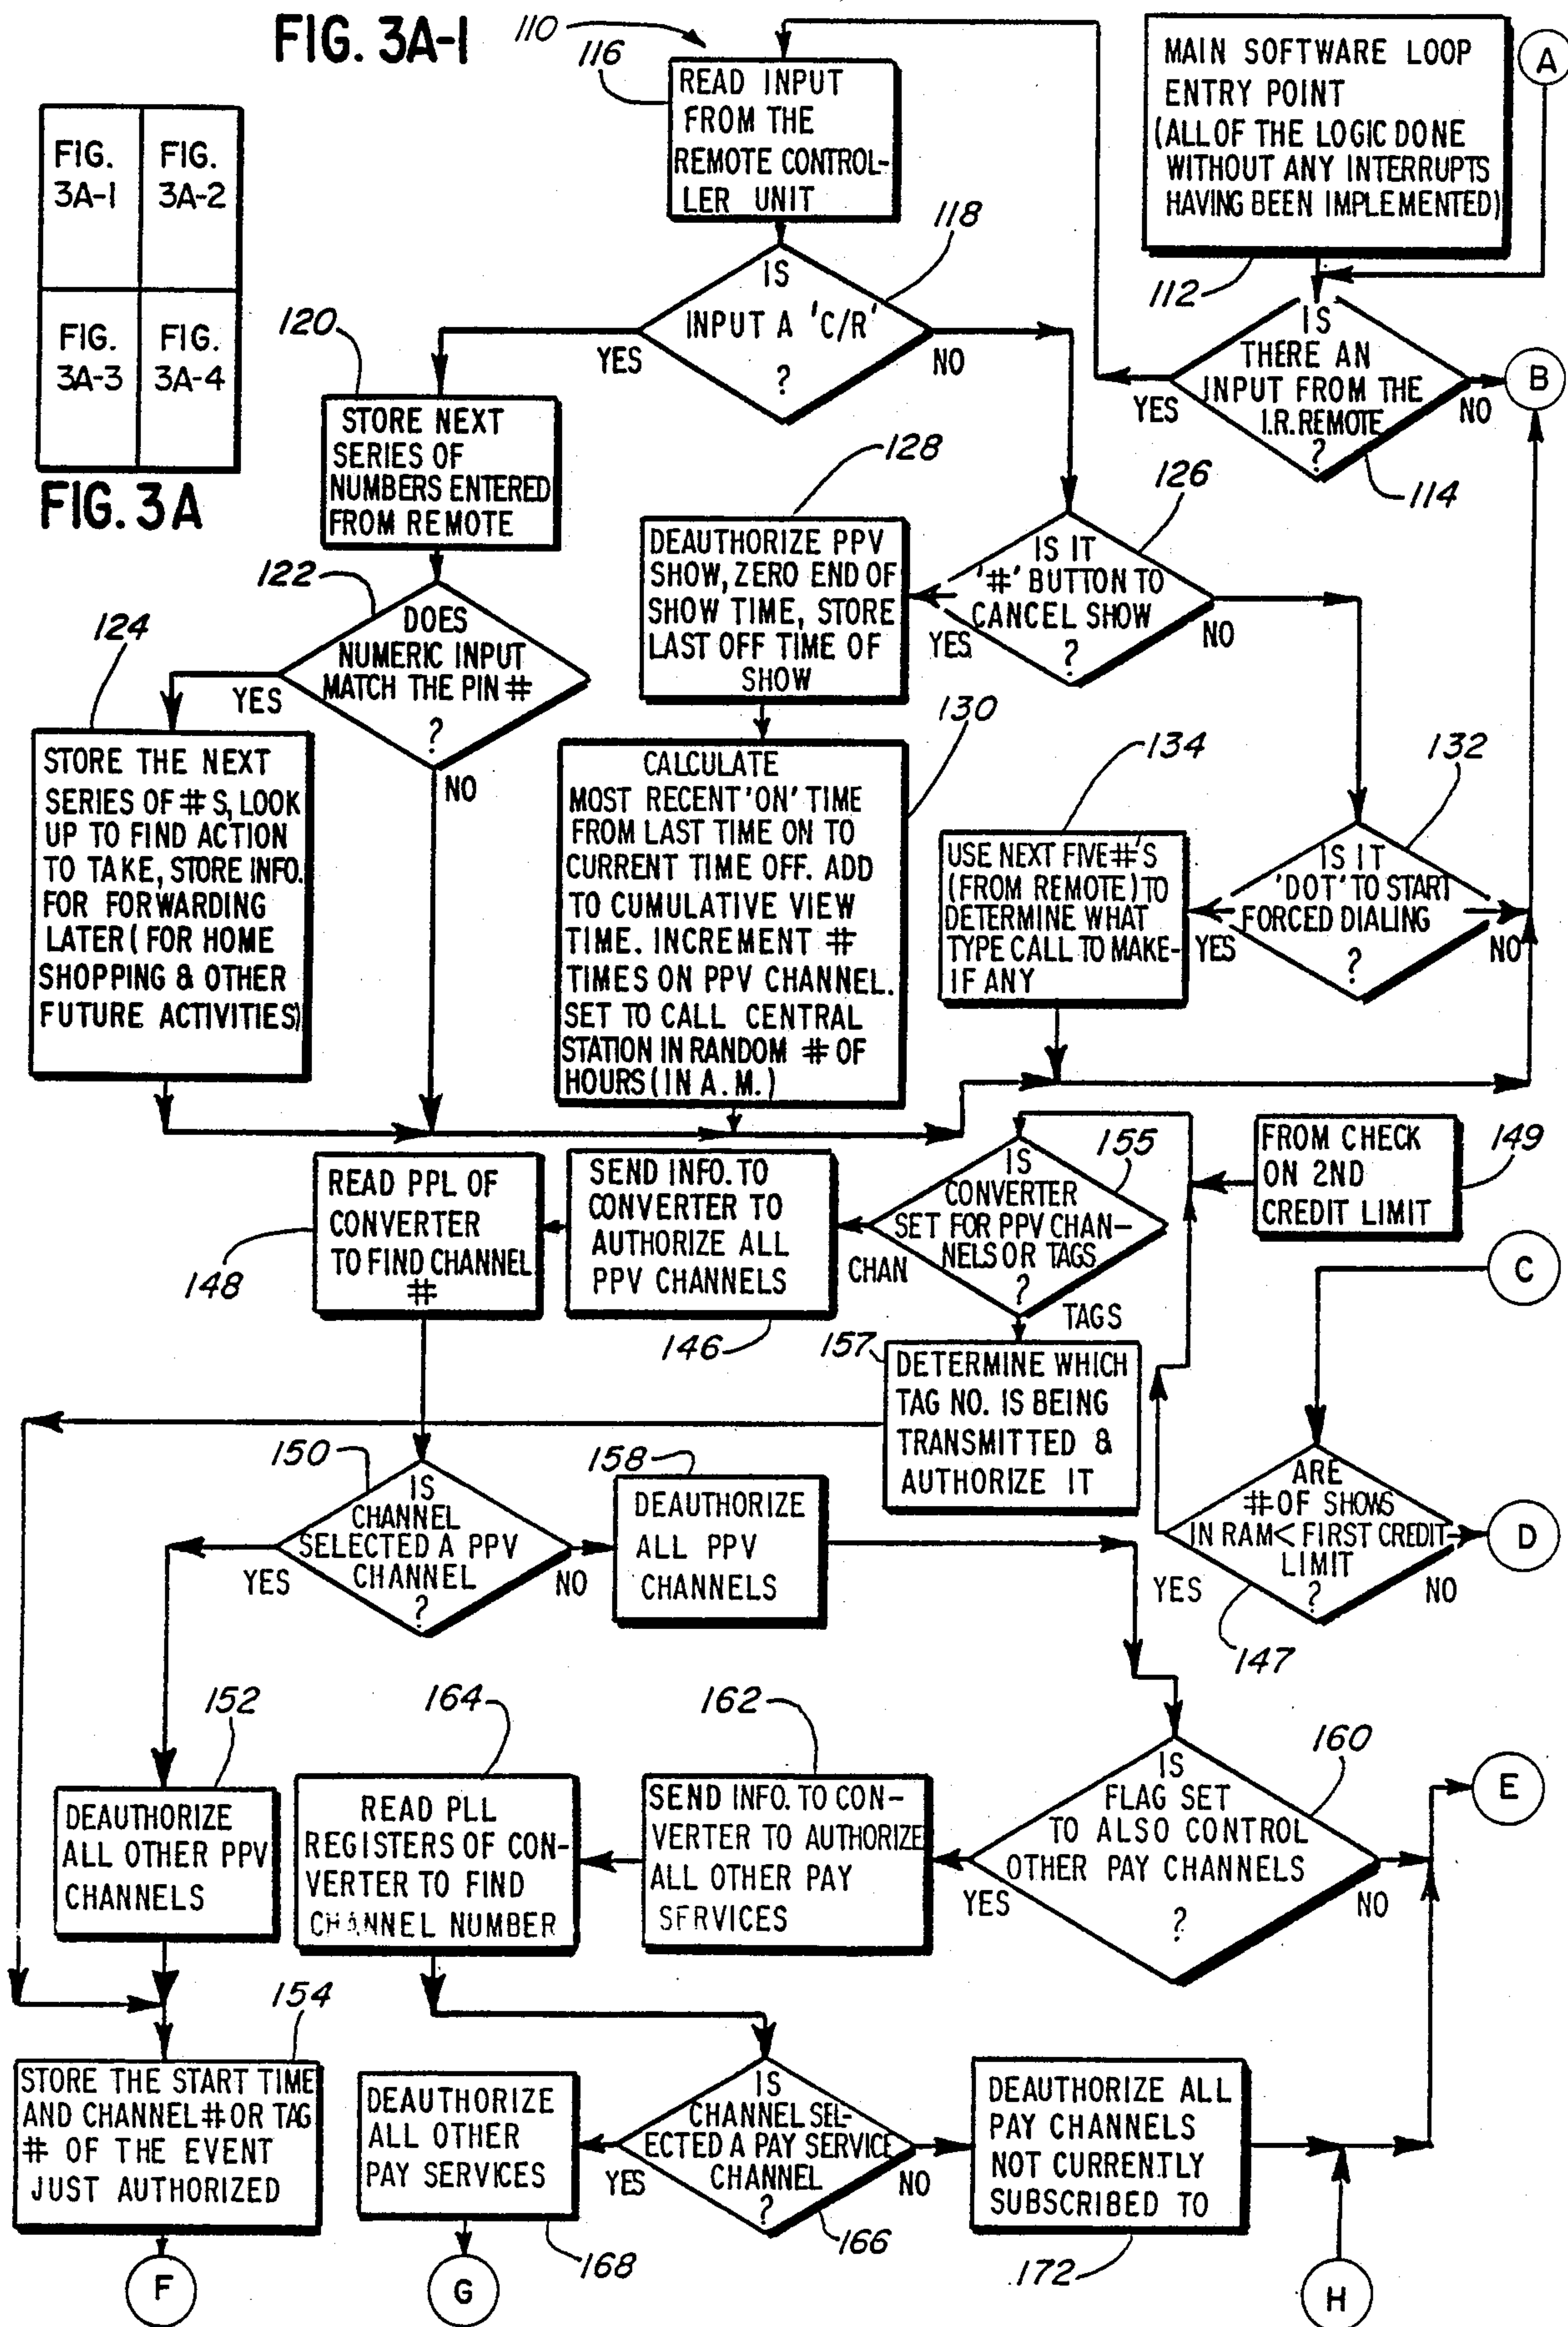 FIG. 3A-1
110
116
READ INPUT
FROM THE
REMOTE CONTROL-
LER UNIT
MAIN SOFTWARE LOOP
ENTRY POINT
(ALL OF THE LOGIC DONE
WITHOUT ANY INTERRUPTS
HAVING BEEN IMPLEMENTED)
A
112
FIG.
3A-1
FIG.
3A-2
FIG.
3A-3
FIG.
3A-4
FIG. 3A
118
IS
INPUT A 'C/R'
?
YES
NO
IS
THERE AN
INPUT FROM THE
I.R. REMOTE
?
YES
NO
114
B
120
STORE NEXT
SERIES OF
NUMBERS ENTERED
FROM REMOTE
128
DEAUTHORIZE PPV
SHOW, ZERO END OF
SHOW TIME, STORE
LAST OFF TIME OF
SHOW
126
IS IT
'#' BUTTON TO
CANCEL SHOW
?
YES
NO
122
DOES
NUMERIC INPUT
MATCH THE PIN #
?
YES
NO
124
STORE THE NEXT
SERIES OF # S, LOOK
UP TO FIND ACTION
TO TAKE, STORE INFO.
FOR FORWARDING
LATER (FOR HOME
SHOPPING & OTHER
FUTURE ACTIVITIES)
130
CALCULATE
MOST RECENT 'ON' TIME
FROM LAST TIME ON TO
CURRENT TIME OFF. ADD
TO CUMULATIVE VIEW
TIME. INCREMENT #
TIMES ON PPV CHANNEL.
SET TO CALL CENTRAL
STATION IN RANDOM # OF
HOURS (IN A.M.)
134
USE NEXT FIVE #'S
(FROM REMOTE) TO
DETERMINE WHAT
TYPE CALL TO MAKE-
IF ANY
132
IS IT
'DOT' TO START
FORCED DIALING
?
YES
NO
148
READ PPL OF
CONVERTER
TO FIND CHANNEL
#
SEND INFO. TO
CONVERTER TO
AUTHORIZE ALL
PPV CHANNELS
146
155
IS
CONVERTER
SET FOR PPV CHAN-
NELS OR TAGS
?
CHAN
TAGS
FROM CHECK
ON 2ND
CREDIT LIMIT
149
C
157
DETERMINE WHICH
TAG NO. IS BEING
TRANSMITTED &
AUTHORIZE IT
150
IS
CHANNEL
SELECTED A PPV
CHANNEL
?
YES
NO
158
DEAUTHORIZE
ALL PPV
CHANNELS
ARE
# OF SHOWS
IN RAM < FIRST CREDIT
LIMIT
?
YES
NO
147
D
152
DEAUTHORIZE
ALL OTHER PPV
CHANNELS
164
READ PLL
REGISTERS OF CON-
VERTER TO FIND
CHANNEL NUMBER
162
SEND INFO. TO CON-
VERTER TO AUTHORIZE
ALL OTHER PAY
SERVICES
160
IS
FLAG SET
TO ALSO CONTROL
OTHER PAY CHANNELS
?
YES
NO
E
154
STORE THE START TIME
AND CHANNEL # OR TAG
# OF THE EVENT
JUST AUTHORIZED
F
DEAUTHORIZE
ALL OTHER
PAY SERVICES
168
G
IS
CHANNEL SEL-
ECTED A PAY SERVICE
CHANNEL
?
YES
NO
166
DEAUTHORIZE ALL
PAY CHANNELS
NOT CURRENTLY
SUBSCRIBED TO
172
H